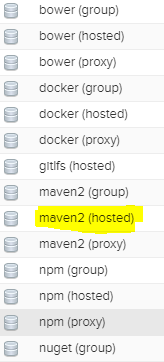 bower (group)
bower (hosted)
bower (proxy)
docker (group)
docker (hosted)
docker (proxy)
gitlfs (hosted)
maven2 (group)
maven2 (hosted)
maven2 (proxy)
npm (group)
npm (hosted)
npm (proxy)
nuget (group)